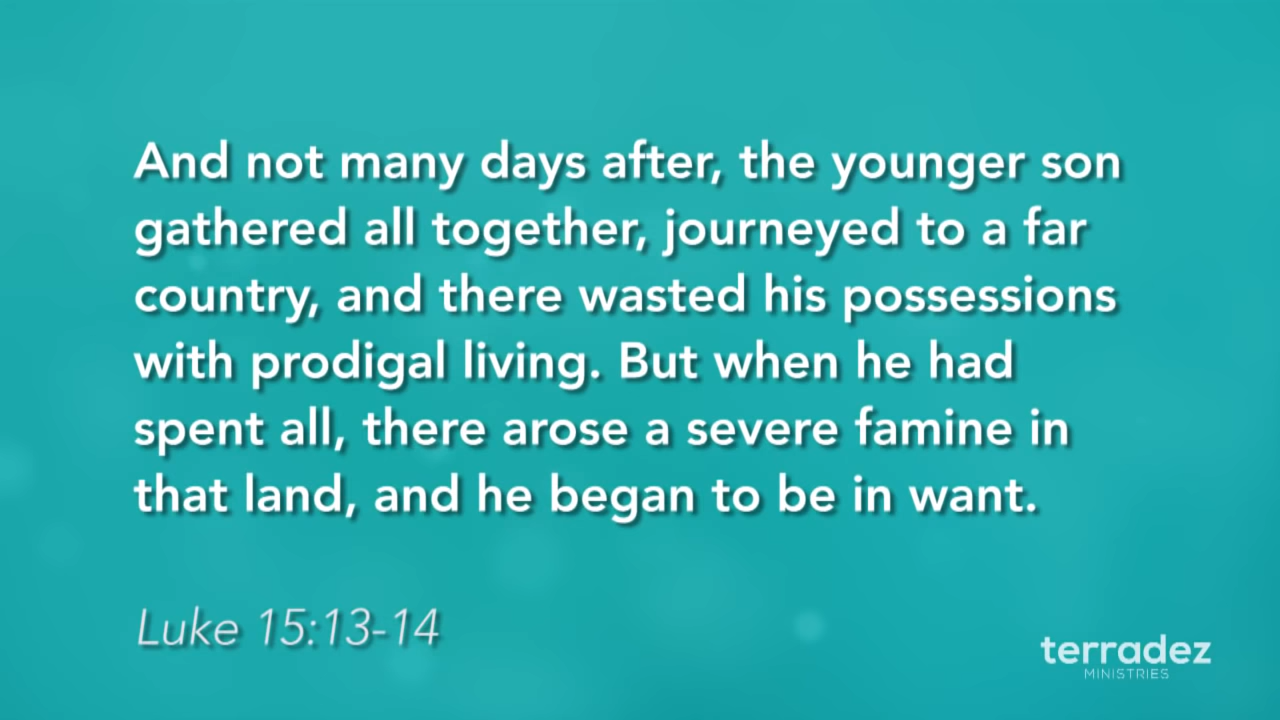 And not many days after, the younger son
gathered all together, journeyed to a far
country, and there wasted his possessions
with prodigal living. But when he had
spent all, there arose a severe famine in
that land, and he began to be in want.
Luke 15:13-14
terradez
MINISTRIES